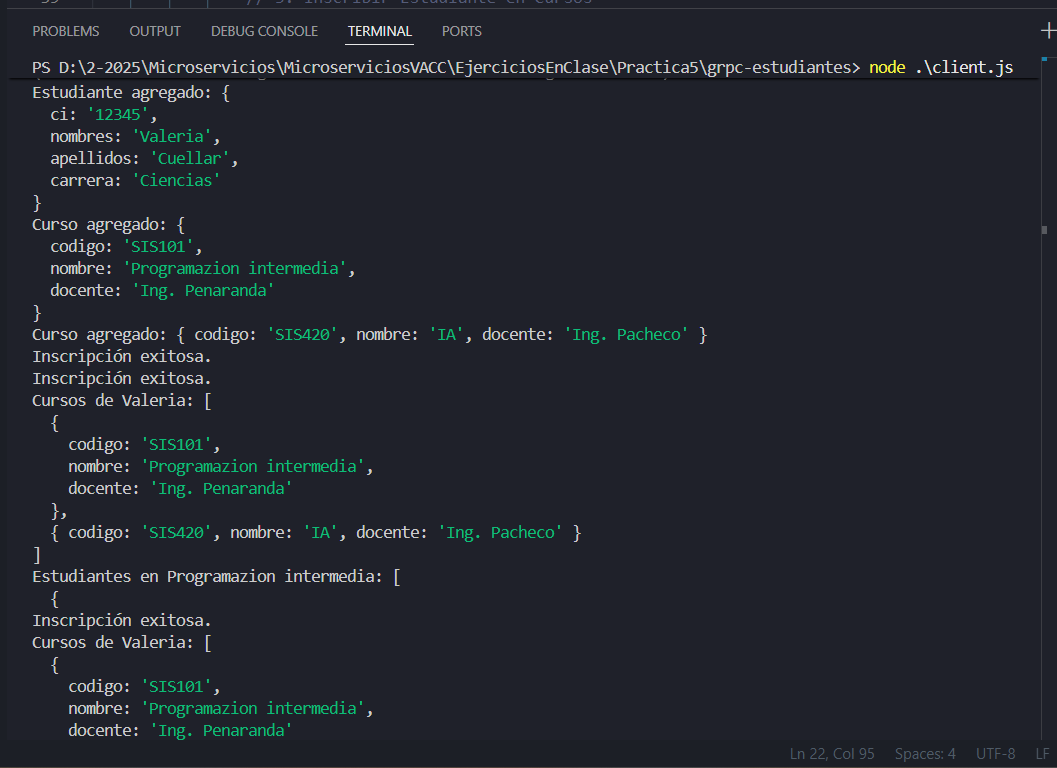 // 3. Inscribir Estudiante en Cursos
PROBLEMS OUTPUT DEBUG CONSOLE TERMINAL PORTS
PS D:\2-2025\Microservicios\MicroserviciosVACC\EjerciciosEnClase\Practica5\grpc-estudiantes> node .\client.js
Estudiante agregado: {
  ci: '12345',
  nombres: 'Valeria',
  apellidos: 'Cuellar',
  carrera: 'Ciencias'
}
Curso agregado: {
  codigo: 'SIS101',
  nombre: 'Programazion intermedia',
  docente: 'Ing. Penaranda'
}
Curso agregado: { codigo: 'SIS420', nombre: 'IA', docente: 'Ing. Pacheco' }
Inscripción exitosa.
Inscripción exitosa.
Cursos de Valeria: [
  {
    codigo: 'SIS101',
    nombre: 'Programazion intermedia',
    docente: 'Ing. Penaranda'
  },
  { codigo: 'SIS420', nombre: 'IA', docente: 'Ing. Pacheco' }
]
Estudiantes en Programazion intermedia: [
  {
Inscripción exitosa.
Cursos de Valeria: [
  {
    codigo: 'SIS101',
    nombre: 'Programazion intermedia',
    docente: 'Ing. Penaranda'
Ln 22, Col 95 Spaces: 4 UTF-8 LF